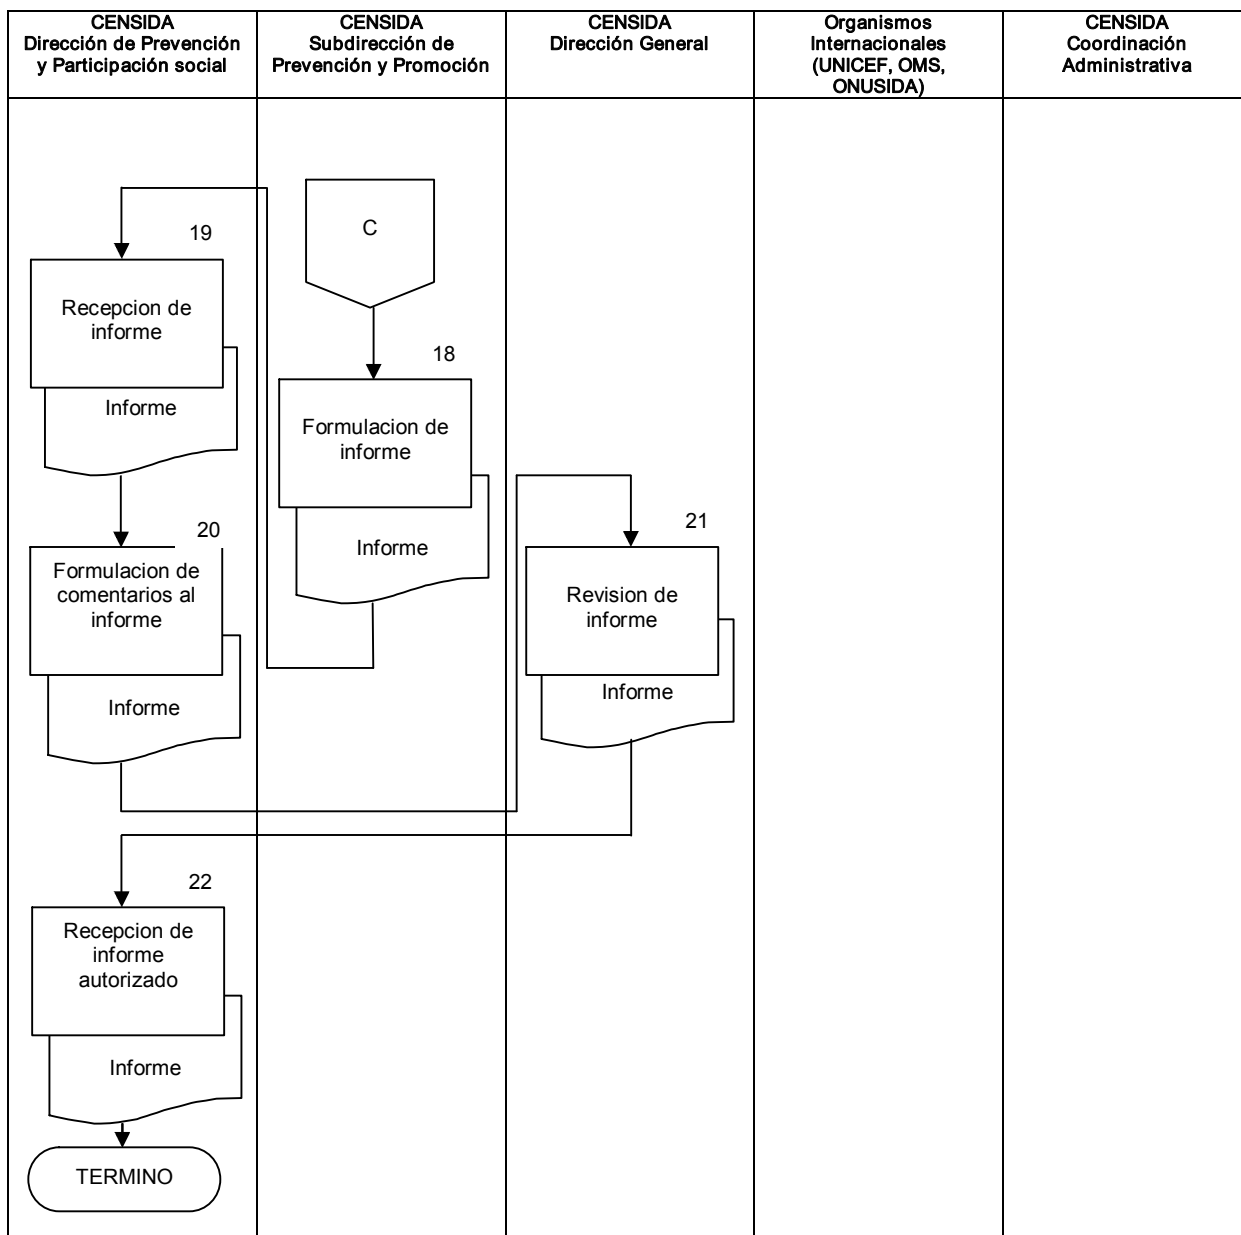 CENSIDA
Dirección de Prevención
y Participación social
CENSIDA
Subdirección de
Prevención y Promoción
CENSIDA
Dirección General
Organismos
Internacionales
(UNICEF, OMS,
ONUSIDA)
CENSIDA
Coordinación
Administrativa
C
18
Formulacion de
informe
Informe
19
Recepcion de
informe
Informe
20
Formulacion de
comentarios al
informe
Informe
21
Revision de
informe
Informe
22
Recepcion de
informe
autorizado
Informe
TERMINO